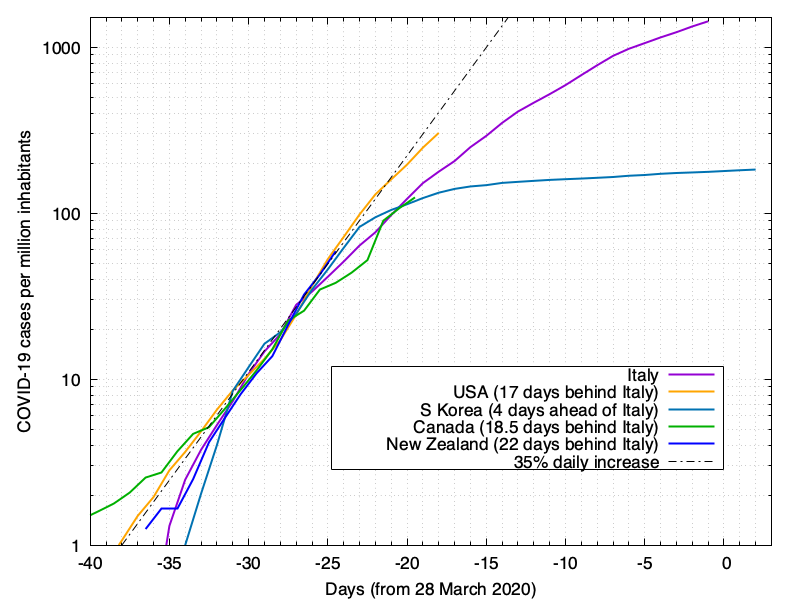 1000
100
10
1
COVID-19 cases per million inhabitants
Italy
USA (17 days behind Italy)
S Korea (4 days ahead of Italy)
Canada (18.5 days behind Italy)
New Zealand (22 days behind Italy)
35% daily increase
-40 -35 -30 -25 -20 -15 -10 -5 0
Days (from 28 March 2020)